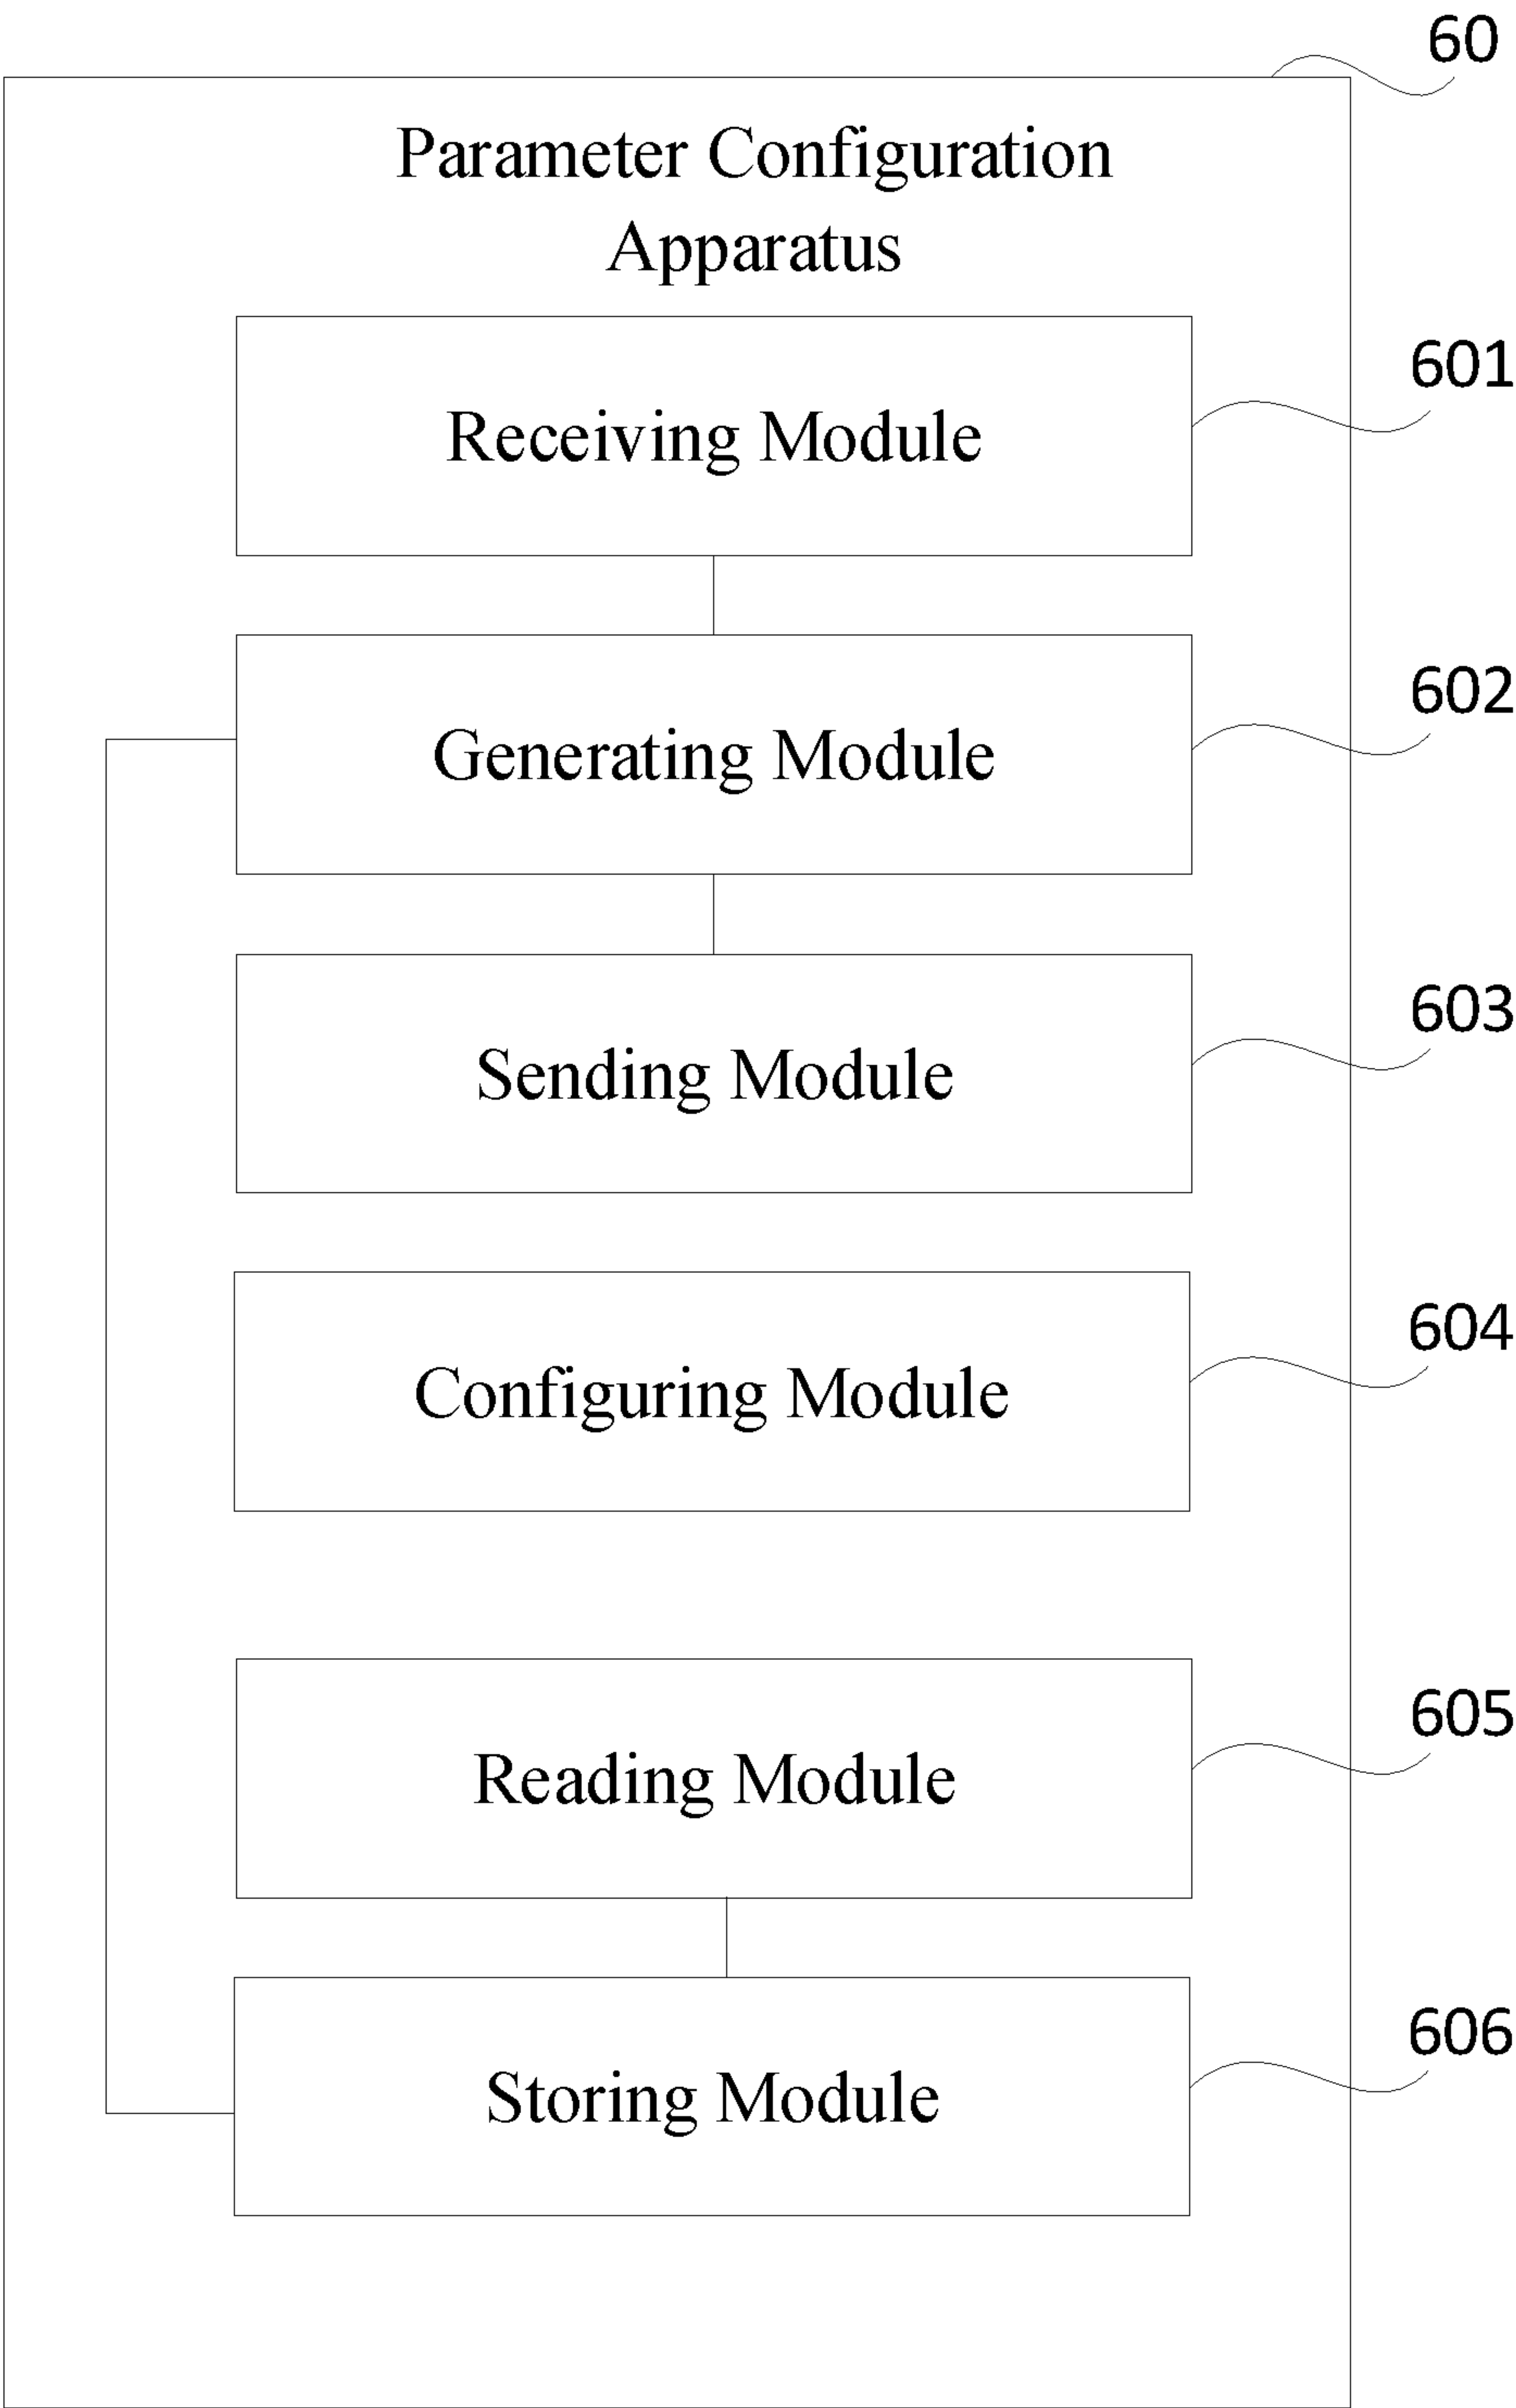 60
Parameter Configuration
Apparatus
601
Receiving Module
602
Generating Module
603
Sending Module
604
Configuring Module
605
Reading Module
606
Storing Module